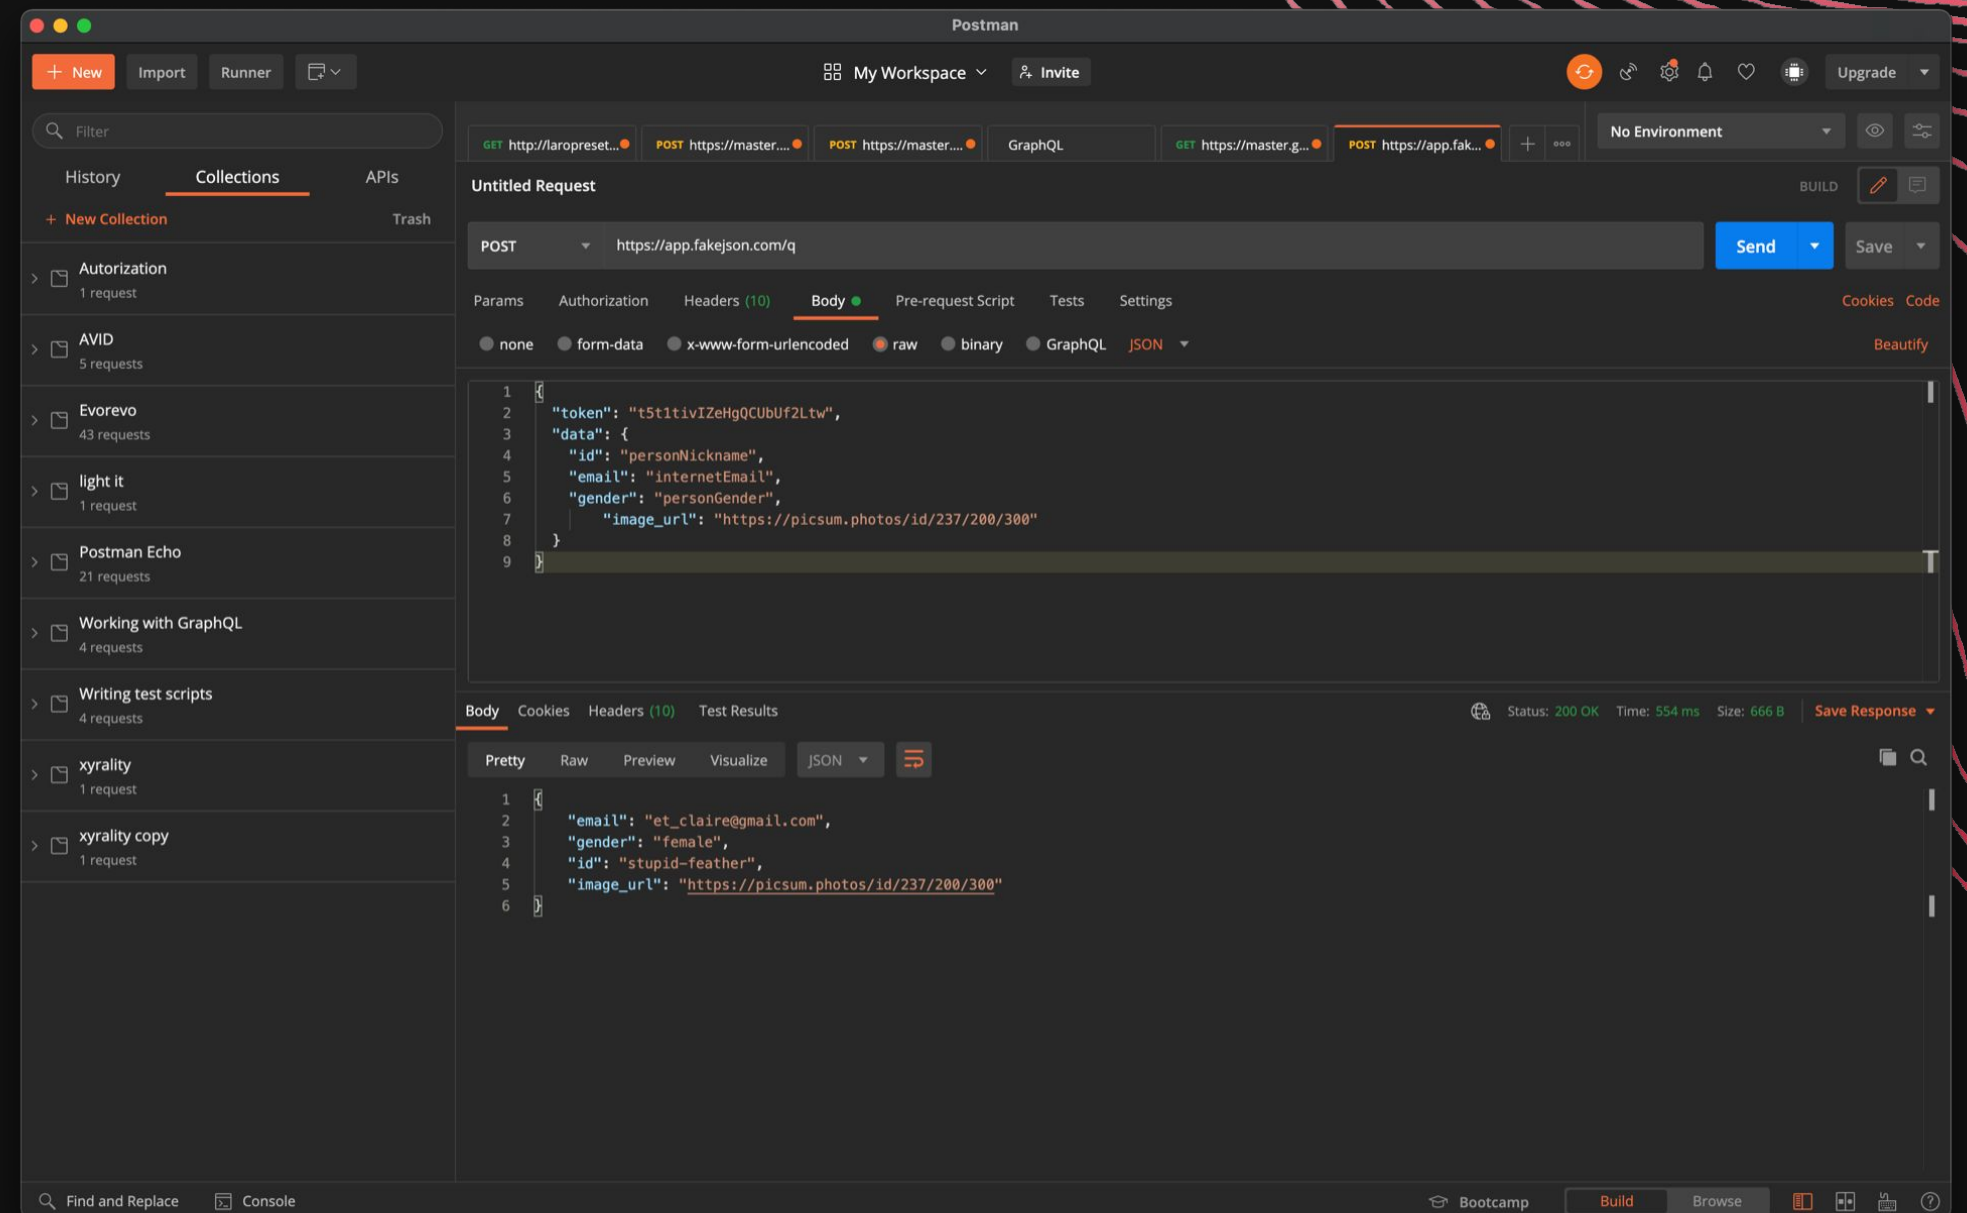 Postman
New Import Runner
My Workspace Invite
Upgrade
Filter
History Collections APIs
+ New Collection Trash
Autorization
1 request
AVID
5 requests
Evorevo
43 requests
light it
1 request
Postman Echo
21 requests
Working with GraphQL
4 requests
Writing test scripts
4 requests
xyrality
1 request
xyrality copy
1 request
GET http://laropreset... POST https://master.... POST https://master.... GraphQL GET https://master.g... POST https://app.fak...
No Environment
Untitled Request BUILD
POST https://app.fakejson.com/q Send Save
Params Authorization Headers (10) Body Pre-request Script Tests Settings Cookies Code
none form-data x-www-form-urlencoded raw binary GraphQL JSON Beautify
1 {
2 "token": "t5t1tivIZeHgQCUbUf2Ltw",
3 "data": {
4 "id": "personNickname",
5 "email": "internetEmail",
6 "gender": "personGender",
7 "image_url": "https://picsum.photos/id/237/200/300"
8 }
9 }
Body Cookies Headers (10) Test Results Status: 200 OK Time: 554 ms Size: 666 B Save Response
Pretty Raw Preview Visualize JSON
1 {
2 "email": "et_claire@gmail.com",
3 "gender": "female",
4 "id": "stupid-feather",
5 "image_url": "https://picsum.photos/id/237/200/300"
6 }
Find and Replace Console Bootcamp Build Browse